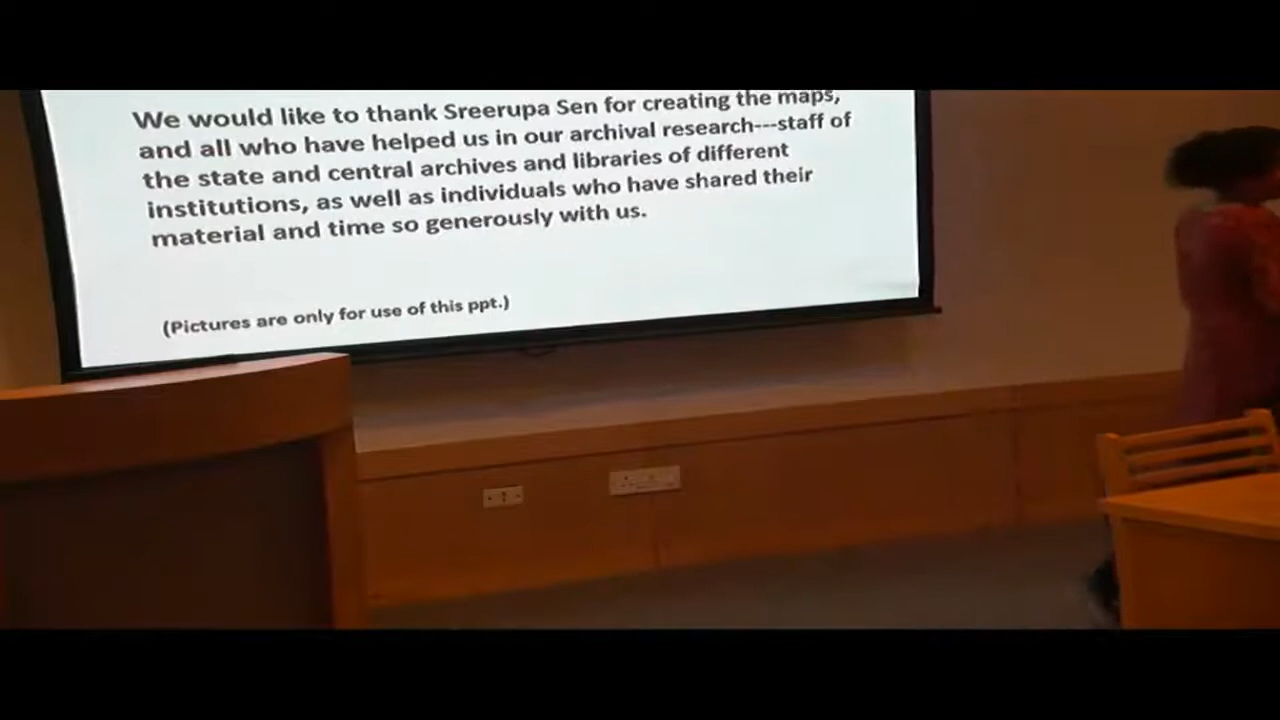 We would like to thank Sreerupa Sen for creating the maps,
and all who have helped us in our archival research---staff of
the state and central archives and libraries of different
institutions, as well as individuals who have shared their
material and time so generously with us.
(Pictures are only for use of this ppt.)